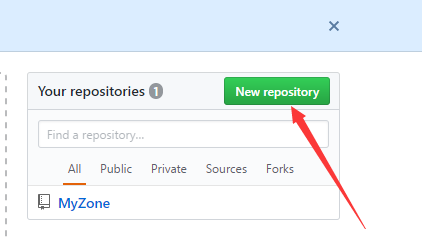 Your repositories 1 New repository
Find a repository...
All Public Private Sources Forks
MyZone